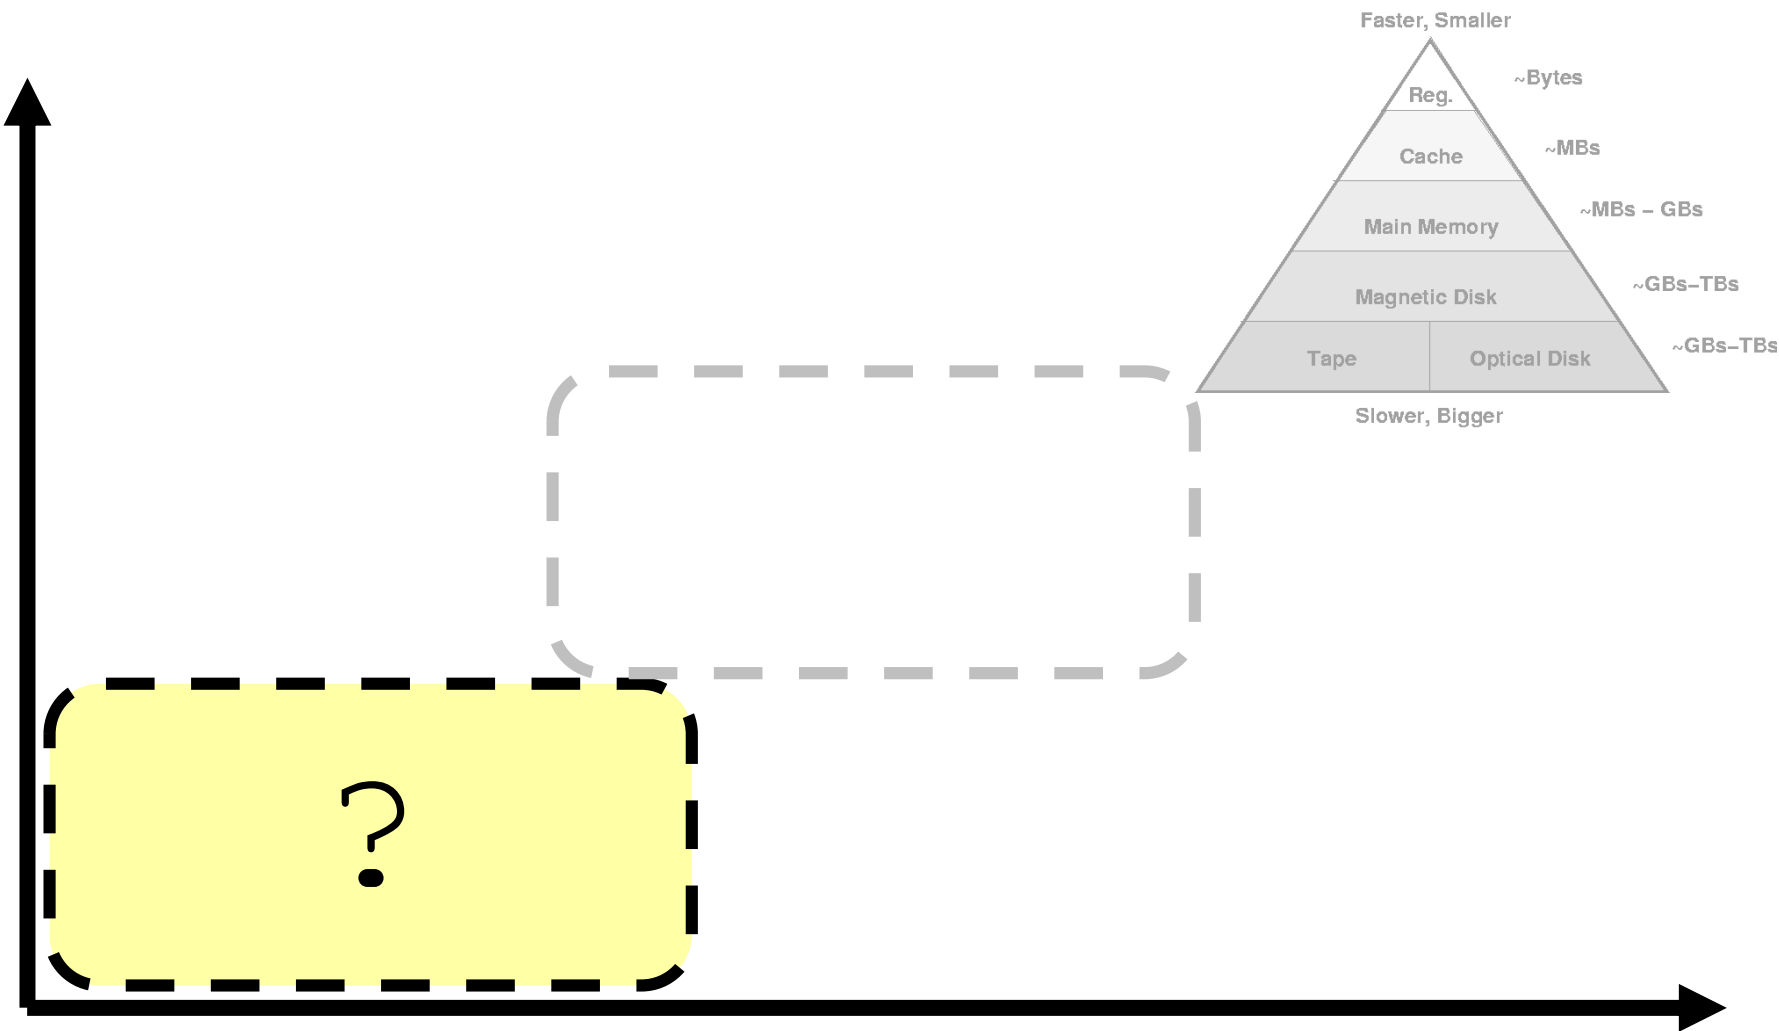 Faster, Smaller
~Bytes
Reg.
~MBs
Cache
~MBs – GBs
Main Memory
~GBs–TBs
Magnetic Disk
~GBs–TBs
Tape
Optical Disk
Slower, Bigger
?